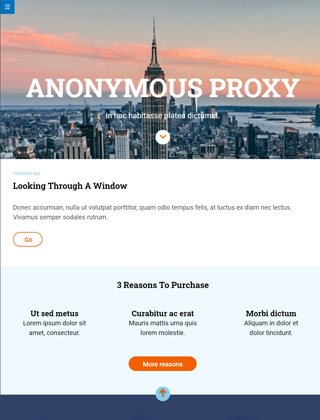 ANONYMOUS PROXY
In hac habitasse platea dictumst.
Looking Through A Window
Donec accumsan, nulla ut volutpat porttitor, quam odio tempus felis, at luctus ex diam nec lectus.
Vivamus semper sodales rutrum.
Go
3 Reasons To Purchase
Ut sed metus
Lorem ipsum dolor sit
amet, consectetur.
Curabitur ac erat
Mauris mattis urna quis
lorem molestie.
Morbi dictum
Aliquam in dolor et
dolor tincidunt.
More reasons